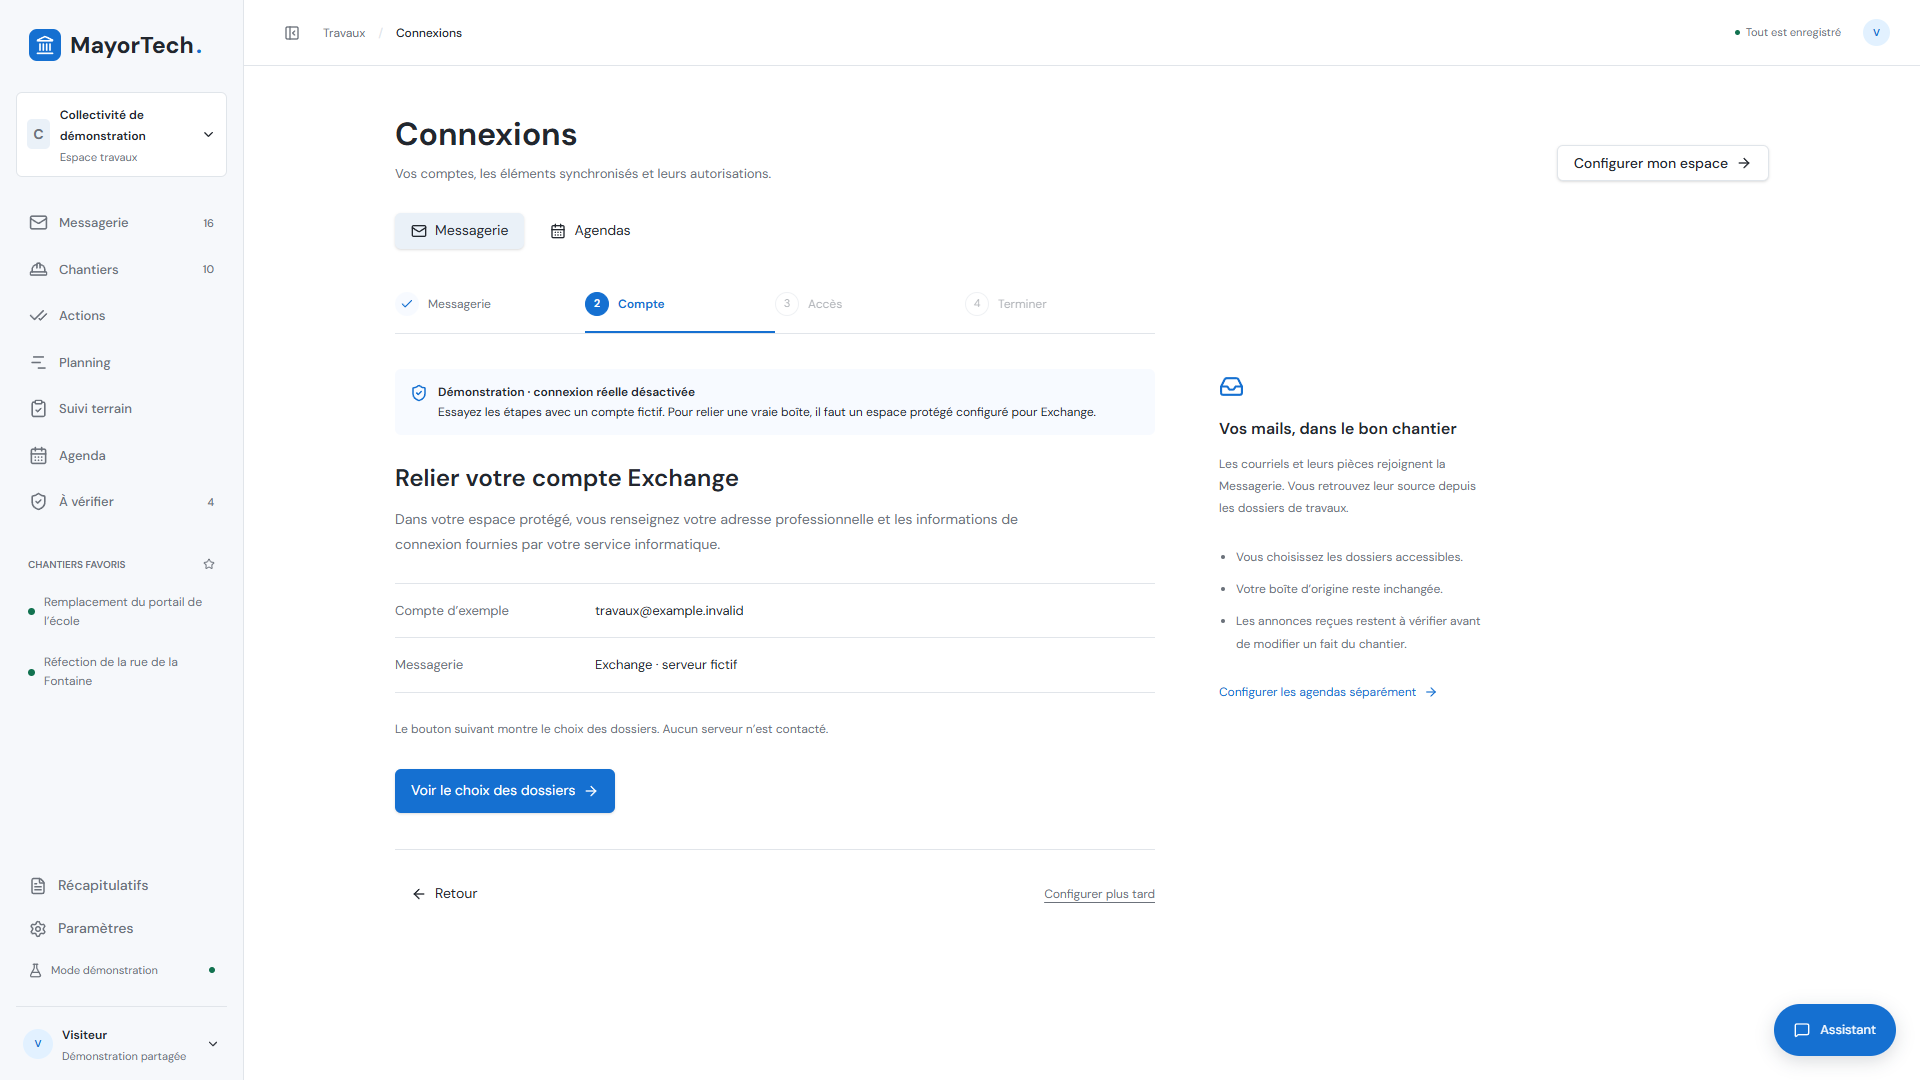 MayorTech.
Collectivité de
démonstration
Espace travaux
C
Messagerie 16
Chantiers 10
Actions
Planning
Suivi terrain
Agenda
À vérifier 4
CHANTIERS FAVORIS
Remplacement du portail de
l’école
Réfection de la rue de la
Fontaine
Récapitulatifs
Paramètres
Mode démonstration
V
Visiteur
Démonstration partagée
Travaux / Connexions
Tout est enregistré
V
Connexions
Vos comptes, les éléments synchronisés et leurs autorisations.
Configurer mon espace
Messagerie Agendas
Messagerie 2 Compte 3 Accès 4 Terminer
Démonstration · connexion réelle désactivée
Essayez les étapes avec un compte fictif. Pour relier une vraie boîte, il faut un espace protégé configuré pour Exchange.
Relier votre compte Exchange
Dans votre espace protégé, vous renseignez votre adresse professionnelle et les informations de
connexion fournies par votre service informatique.
Compte d’exemple travaux@example.invalid
Messagerie Exchange · serveur fictif
Le bouton suivant montre le choix des dossiers. Aucun serveur n’est contacté.
Voir le choix des dossiers
Retour
Configurer plus tard
Vos mails, dans le bon chantier
Les courriels et leurs pièces rejoignent la
Messagerie. Vous retrouvez leur source depuis
les dossiers de travaux.
• Vous choisissez les dossiers accessibles.
• Votre boîte d’origine reste inchangée.
• Les annonces reçues restent à vérifier avant
de modifier un fait du chantier.
Configurer les agendas séparément
Assistant